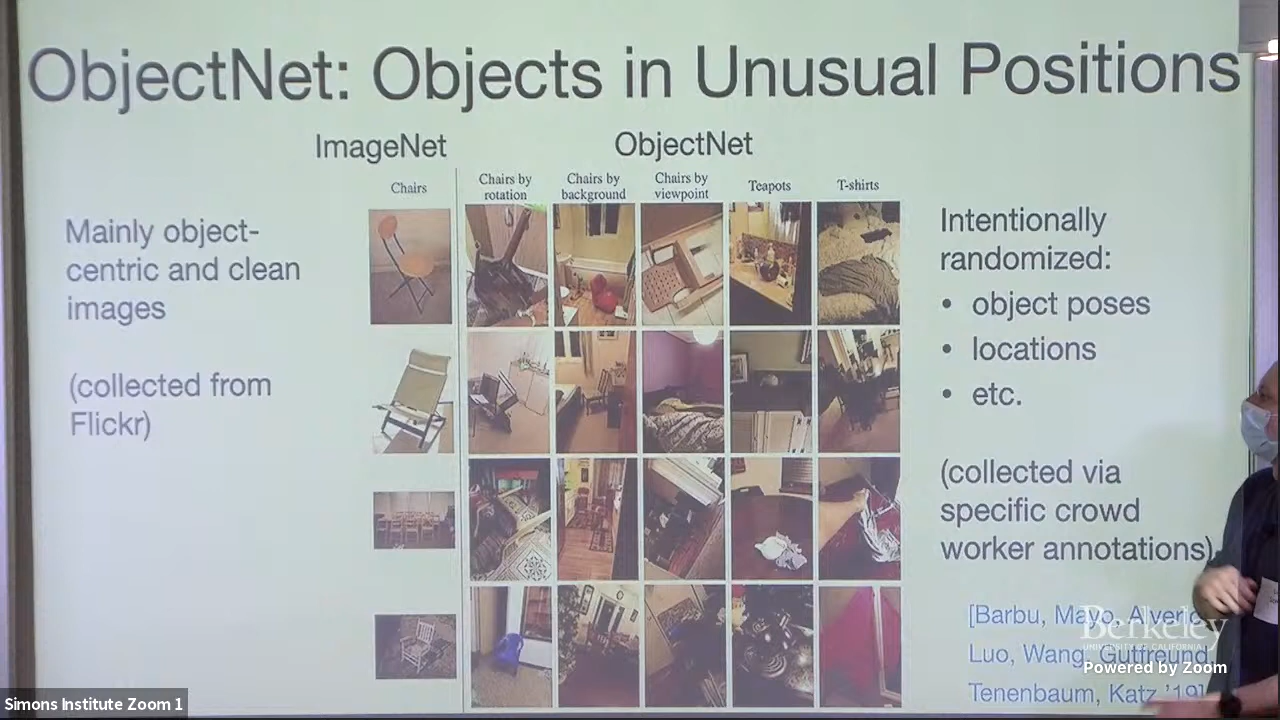 ObjectNet: Objects in Unusual Positions
ImageNet
ObjectNet
Chairs
Chairs by
rotation
Chairs by
background
Chairs by
viewpoint
Teapots
T-shirts
Mainly object-
centric and clean
images
(collected from
Flickr)
Intentionally
randomized:
• object poses
• locations
• etc.
(collected via
specific crowd
worker annotations)
[Barbu, Mayo, Alverio,
Luo, Wang, Gutfreund,
Tenenbaum, Katz '19]
Berkeley
UNIVERSITY OF CALIFORNIA
Powered by Zoom
Simons Institute Zoom 1